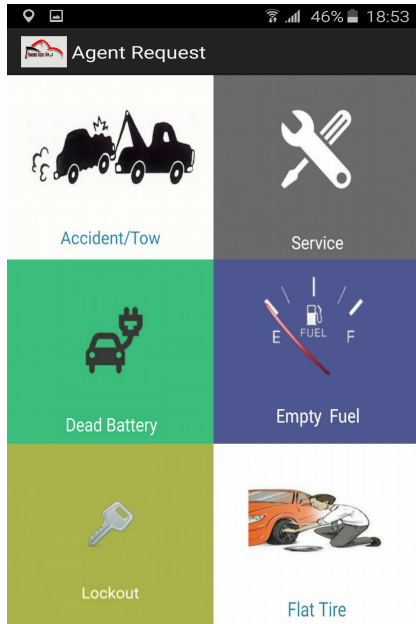 46% 18:53
Agent Request
Accident/Tow
Service
Dead Battery
E FUEL F
Empty Fuel
Lockout
Flat Tire